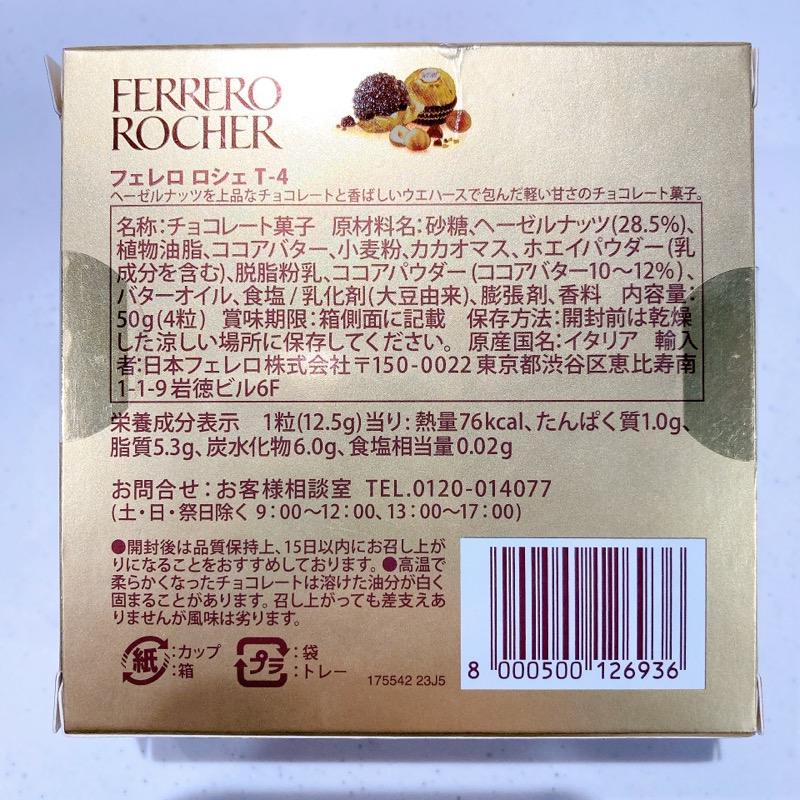 FERRERO
ROCHER
フェレロ ロシェ T-4
ヘーゼルナッツを上品なチョコレートと香ばしいウエハースで包んだ軽い甘さのチョコレート菓子。
名称：チョコレート菓子　原材料名：砂糖、ヘーゼルナッツ(28.5%)、
植物油脂、ココアバター、小麦粉、カカオマス、ホエイパウダー（乳
成分を含む）、脱脂粉乳、ココアパウダー（ココアバター10～12%）、
バターオイル、食塩 / 乳化剤（大豆由来）、膨張剤、香料　内容量：
50g(4粒)　賞味期限：箱側面に記載　保存方法：開封前は乾燥
した涼しい場所に保存してください。 原産国名：イタリア　輸入
者：日本フェレロ株式会社 〒150-0022 東京都渋谷区恵比寿南
1-1-9 岩徳ビル6F
栄養成分表示　1粒(12.5g)当り：熱量76kcal、たんぱく質1.0g、
脂質5.3g、炭水化物6.0g、食塩相当量0.02g
お問合せ：お客様相談室 TEL.0120-014077
(土・日・祭日除く 9：00～12：00、13：00～17：00)
●開封後は品質保持上、15日以内にお召し上が
りになることをおすすめしております。●高温で
柔らかくなったチョコレートは溶けた油分が白く
固まることがあります。召し上がっても差支えあ
りませんが風味は劣ります。
紙：カップ
：箱
プラ：袋
：トレー
175542 23J5
8 000500 126936